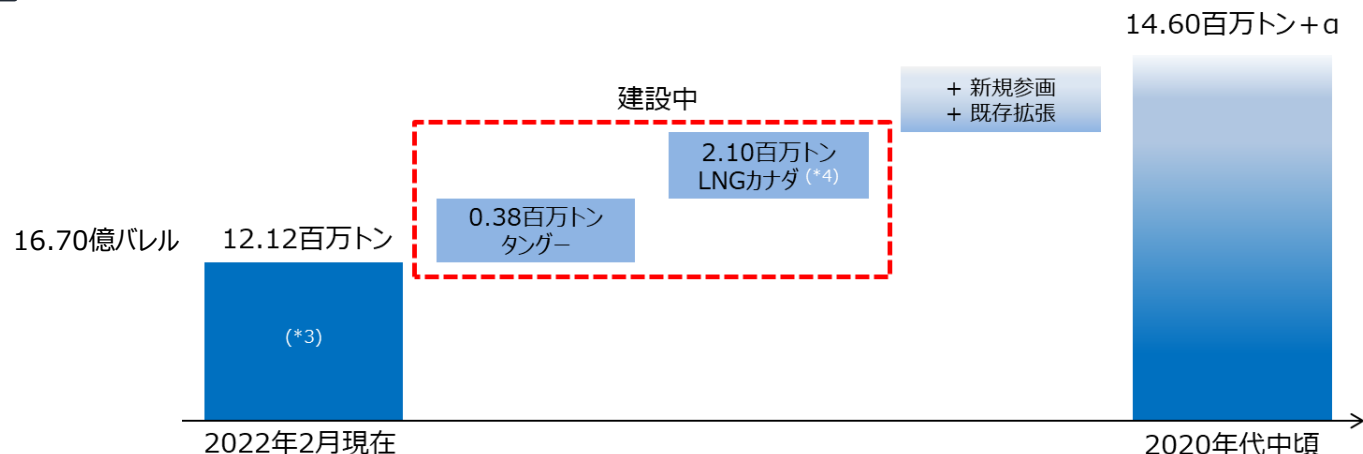 14.60百万トン+α
+ 新規参画
+ 既存拡張
建設中
2.10百万トン
LNGカナダ (*4)
0.38百万トン
タングー
16.70億バレル
12.12百万トン
(*3)
2022年2月現在
2020年代中頃